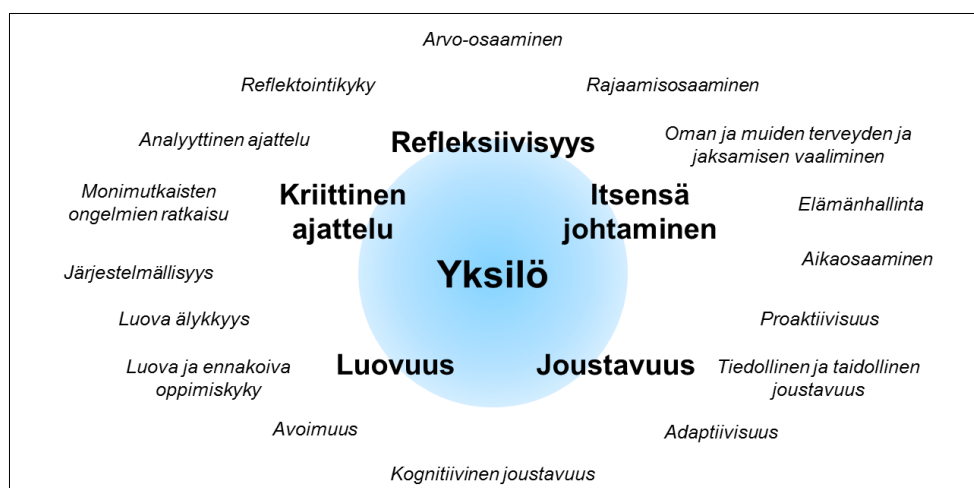 Arvo-osaaminen
Reflektointikyky
Rajaamisosaaminen
Analyyttinen ajattelu
Refleksiivisyys
Oman ja muiden terveyden ja
jaksamisen vaaliminen
Monimutkaisten
ongelmien ratkaisu
Kriittinen
ajattelu
Itsensä
johtaminen
Elämänhallinta
Järjestelmällisyys
Yksilö
Aikaosaaminen
Luova älykkyys
Proaktiivisuus
Luova ja ennakoiva
oppimiskyky
Luovuus
Joustavuus
Tiedollinen ja taidollinen
joustavuus
Avoimuus
Adaptiivisuus
Kognitiivinen joustavuus